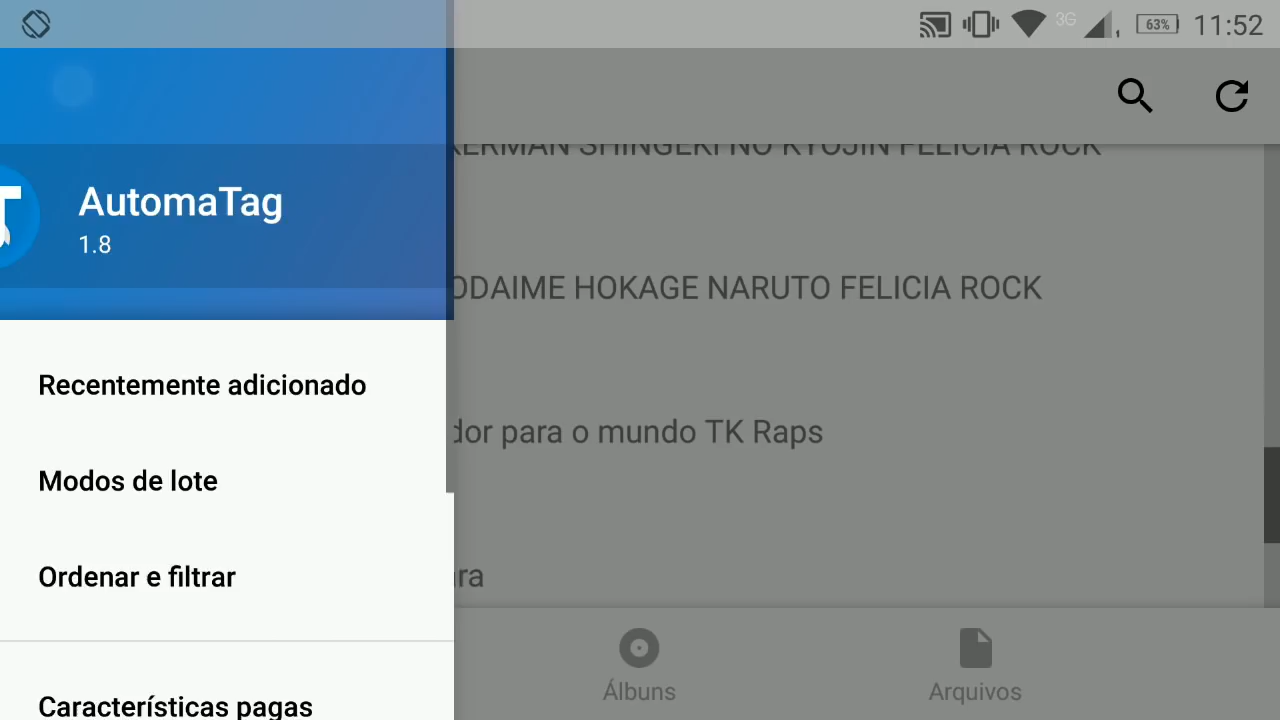 3G 63% 11:52
AutomaTag
1.8
Recentemente adicionado
Modos de lote
Ordenar e filtrar
Características pagas
KERMAN SHINGEKI NO KYOJIN FELICIA ROCK
ODAIME HOKAGE NARUTO FELICIA ROCK
dor para o mundo TK Raps
ara
Álbuns
Arquivos